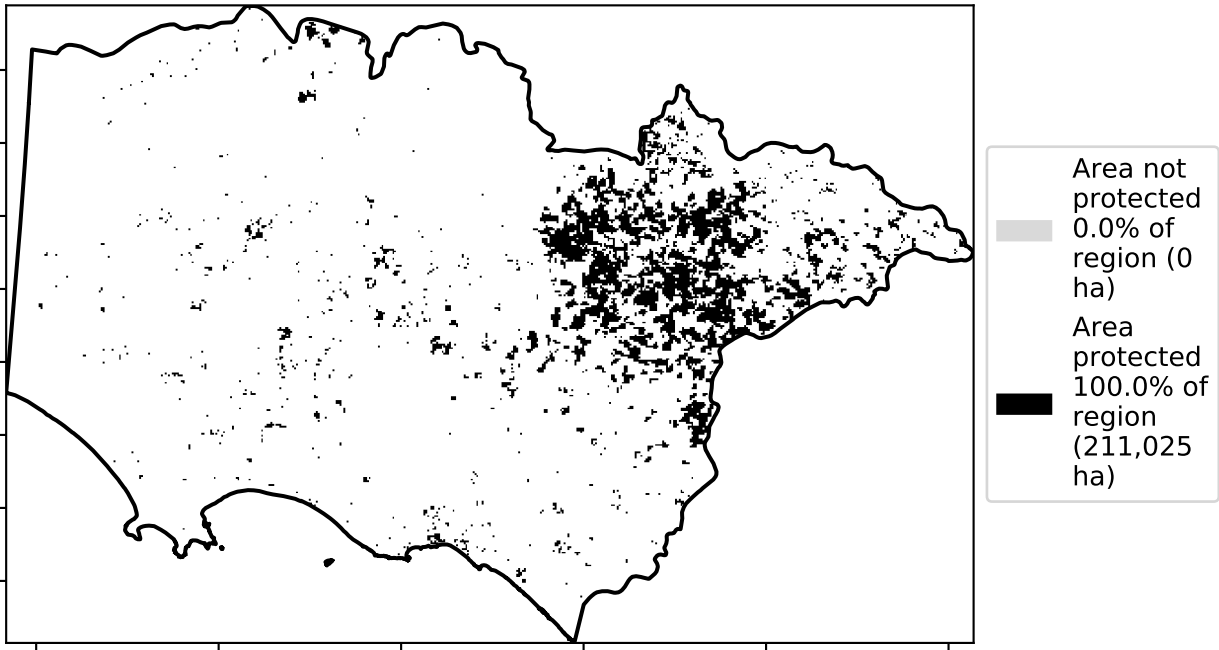 Area not
protected
0.0% of
region (0
ha)
Area
protected
100.0% of
region
(211,025
ha)